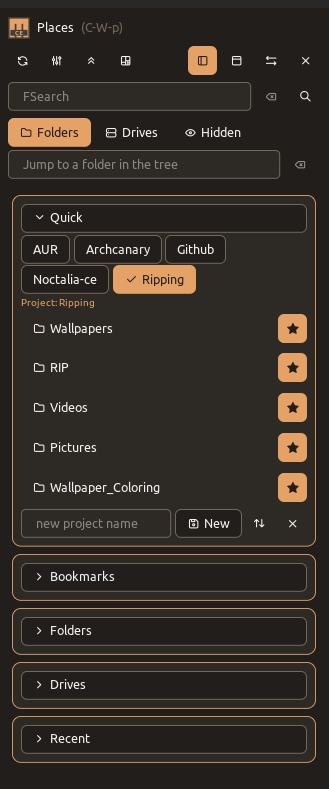 Places (C-W-p)
FSearch
Folders Drives Hidden
Jump to a folder in the tree
Quick
AUR Archcanary Github
Noctalia-ce Ripping
Project: Ripping
Wallpapers
RIP
Videos
Pictures
Wallpaper_Coloring
new project name New
Bookmarks
Folders
Drives
Recent